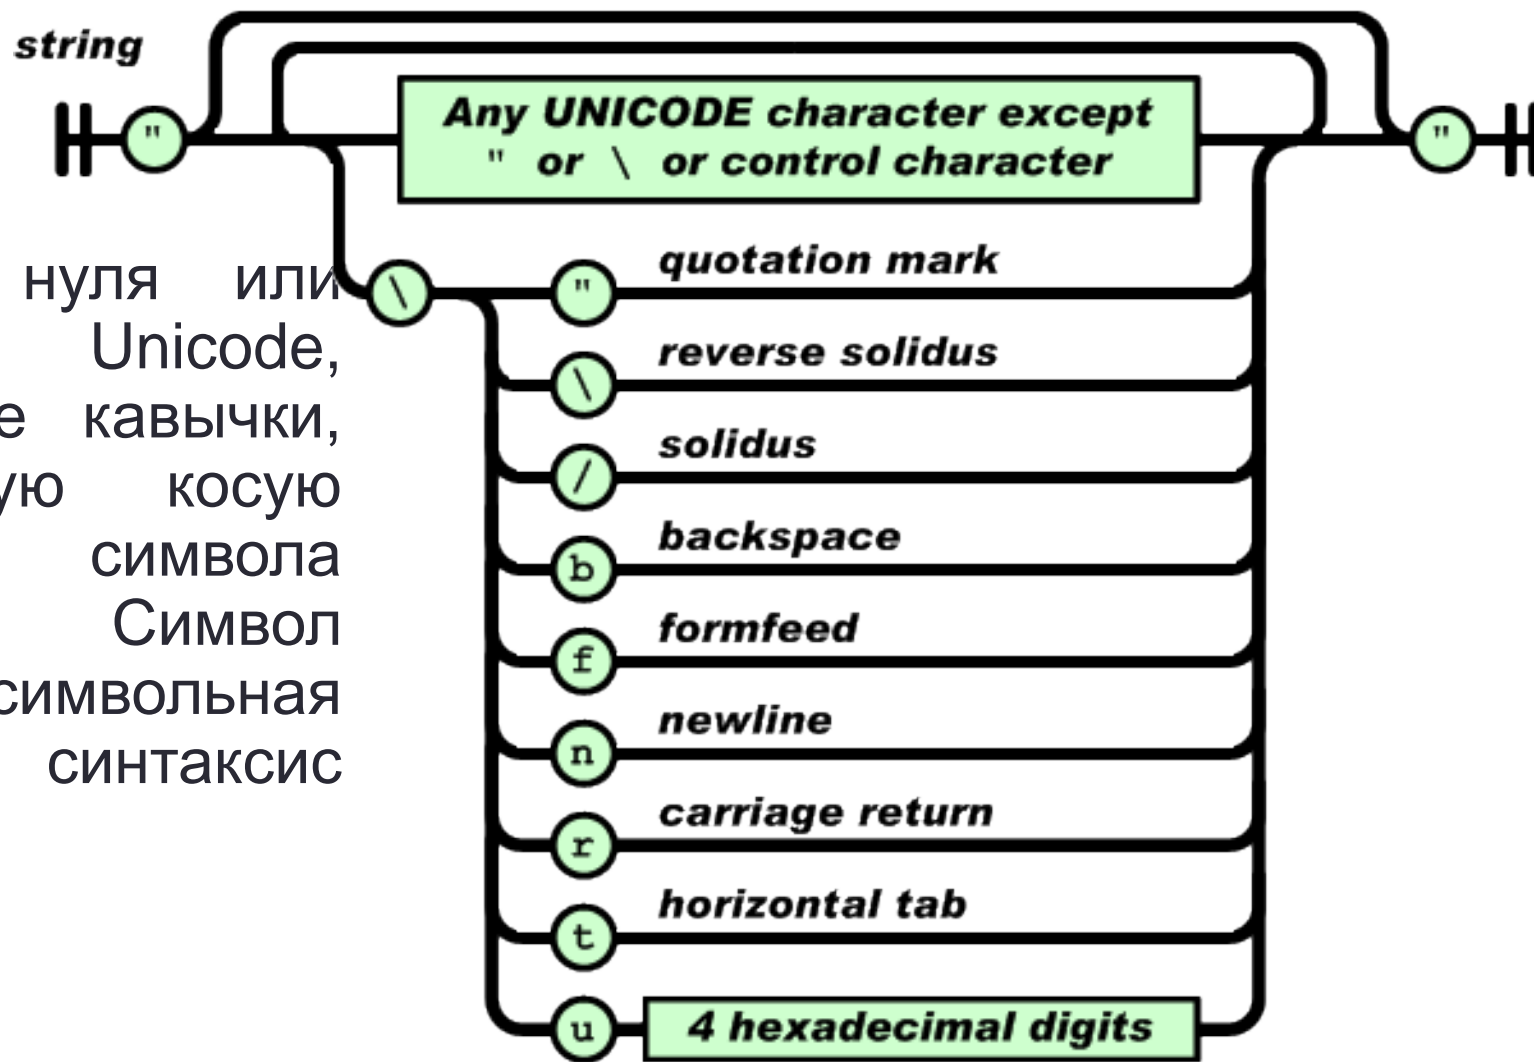 string
"
Any UNICODE character except
" or \ or control character
"
нуля или
Unicode,
кавычки,
косую
символа
Символ
символьная
синтаксис
\
" quotation mark
\ reverse solidus
/ solidus
b backspace
f formfeed
n newline
r carriage return
t horizontal tab
u 4 hexadecimal digits